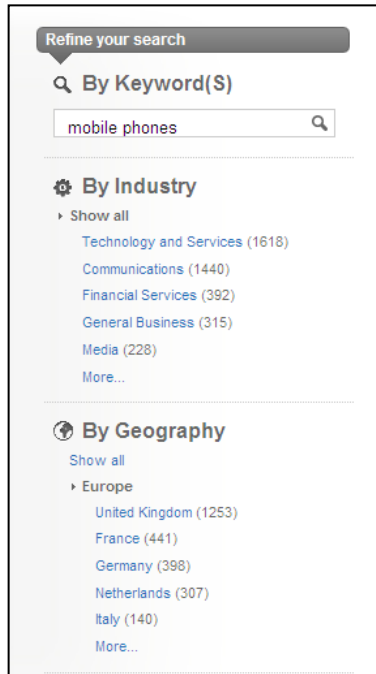 Refine your search
By Keyword(S)
mobile phones
By Industry
Show all
Technology and Services (1618)
Communications (1440)
Financial Services (392)
General Business (315)
Media (228)
More...
By Geography
Show all
Europe
United Kingdom (1253)
France (441)
Germany (398)
Netherlands (307)
Italy (140)
More...